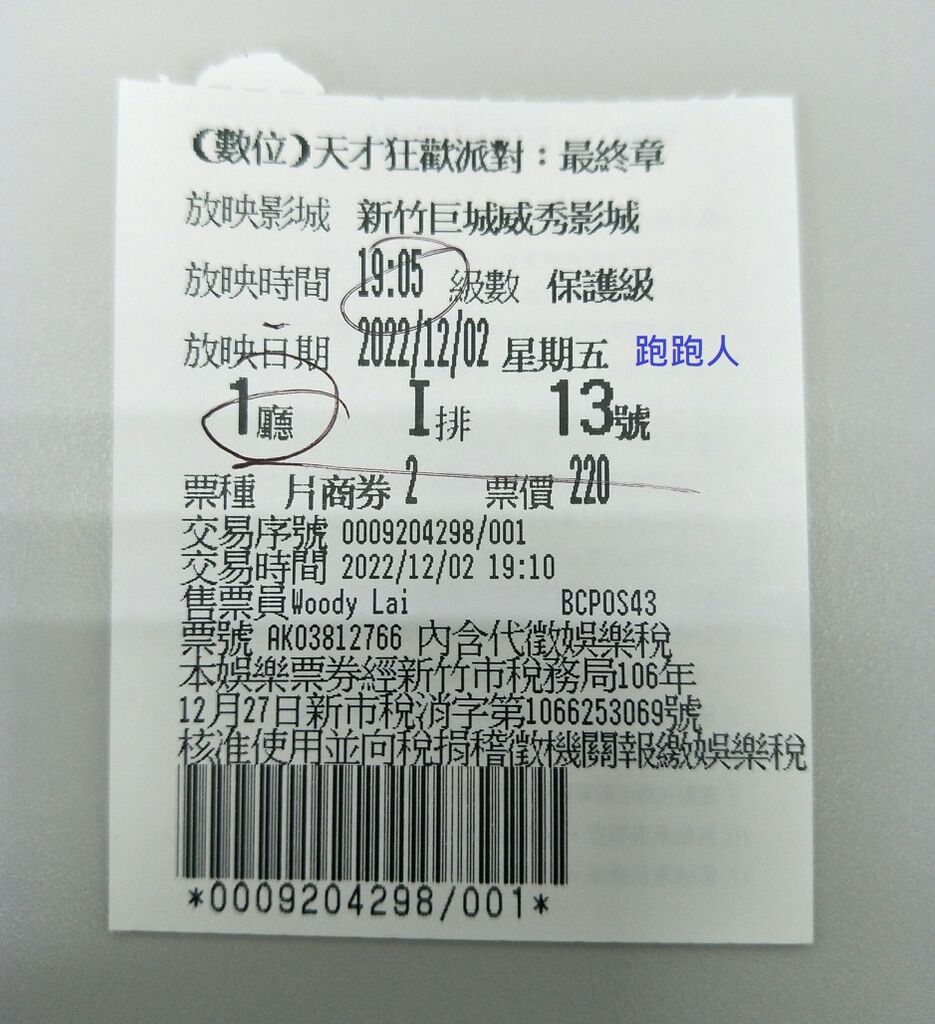 (數位)天才狂歡派對：最終章
放映影城 新竹巨城威秀影城
放映時間 19:05 級數 保護級
放映日期 2022/12/02 星期五 跑跑人
1廳 I排 13號
票種 片商券2 票價 220
交易序號 0009204298/001
交易時間 2022/12/02 19:10
售票員Woody Lai BCPOS43
票號 AK03812766 內含代徵娛樂稅
本娛樂票券經新竹市稅務局106年
12月27日新市稅消字第1066253069號
核准使用並向稅捐稽徵機關報繳娛樂稅
*0009204298/001*